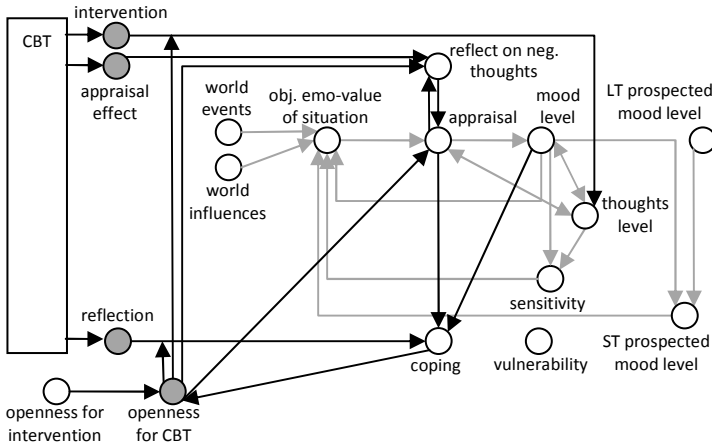 intervention
CBT
appraisal
effect
reflect on neg.
thoughts
world
events
obj. emo-value
of situation
appraisal
mood
level
LT prospected
mood level
world
influences
thoughts
level
sensitivity
reflection
coping
vulnerability
ST prospected
mood level
openness for
intervention
openness
for CBT